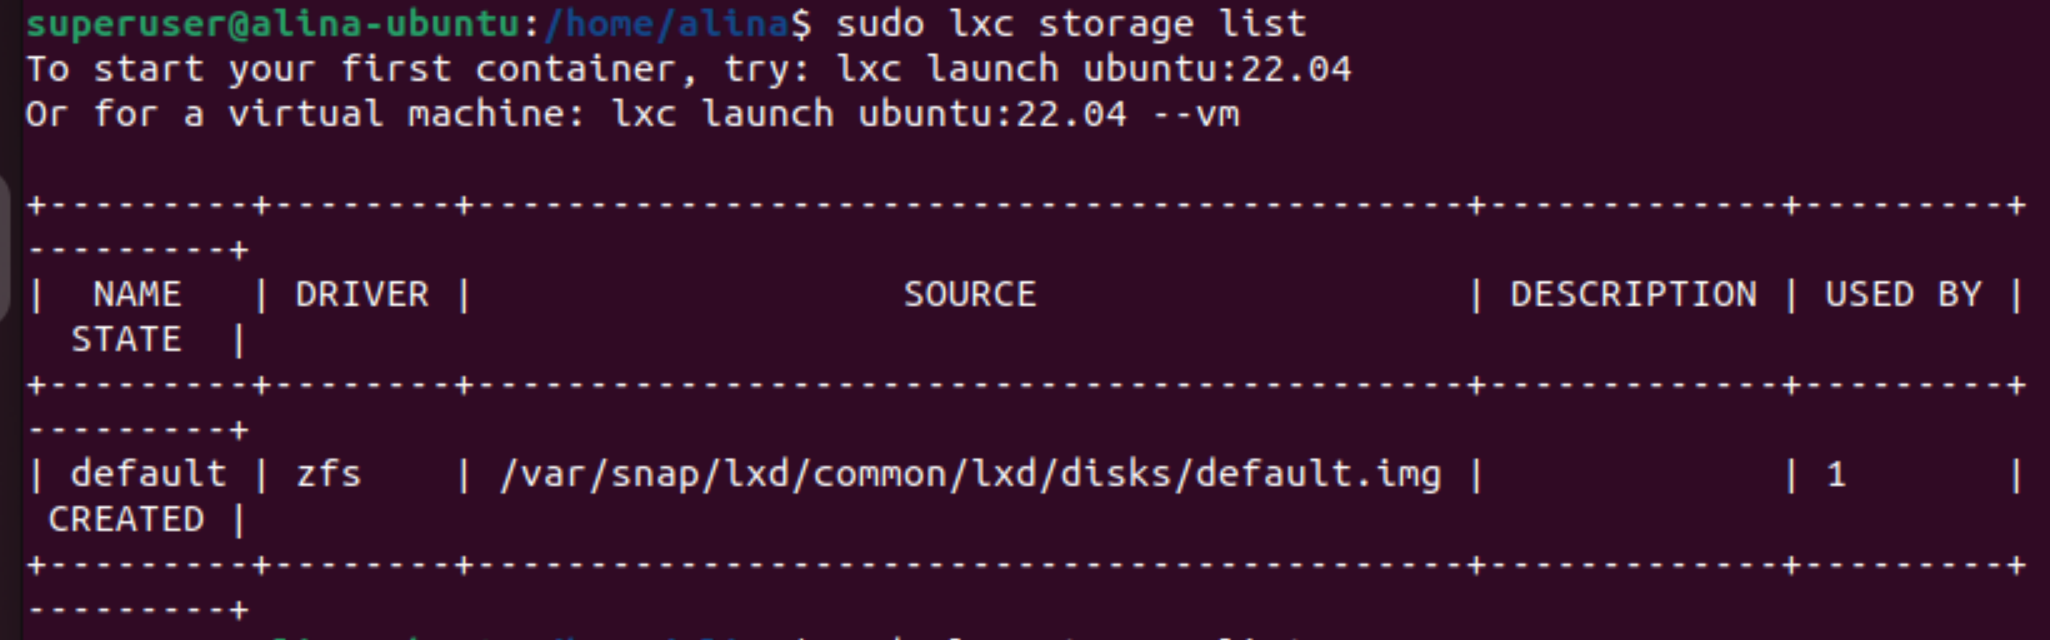 superuser@alina-ubuntu:/home/alina$ sudo lxc storage list
To start your first container, try: lxc launch ubuntu:22.04
Or for a virtual machine: lxc launch ubuntu:22.04 --vm

+---------+--------+--------------------------------------------+-------------+---------+
---------+
|  NAME   | DRIVER |                   SOURCE                   | DESCRIPTION | USED BY |
  STATE  |
+---------+--------+--------------------------------------------+-------------+---------+
---------+
| default | zfs    | /var/snap/lxd/common/lxd/disks/default.img |             | 1       |
 CREATED |
+---------+--------+--------------------------------------------+-------------+---------+
---------+